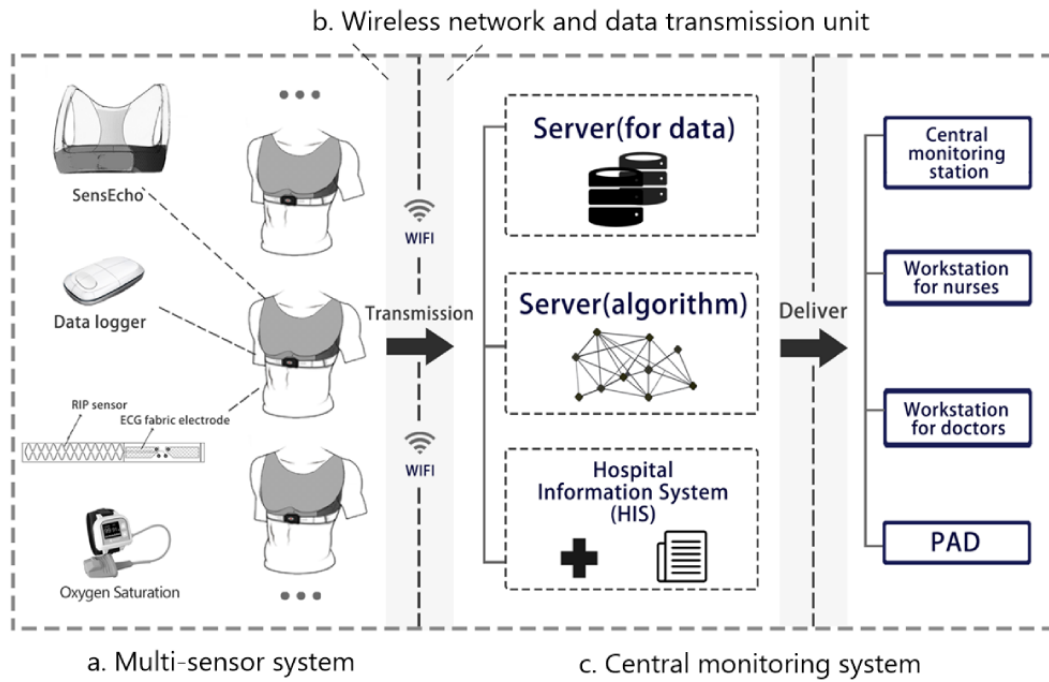 b. Wireless network and data transmission unit
SensEcho
Data logger
RIP sensor
ECG fabric electrode
Oxygen Saturation
WIFI
Transmission
WIFI
Server(for data)
Server(algorithm)
Hospital
Information System
(HIS)
Deliver
Central
monitoring
station
Workstation
for nurses
Workstation
for doctors
PAD
a. Multi-sensor system
c. Central monitoring system